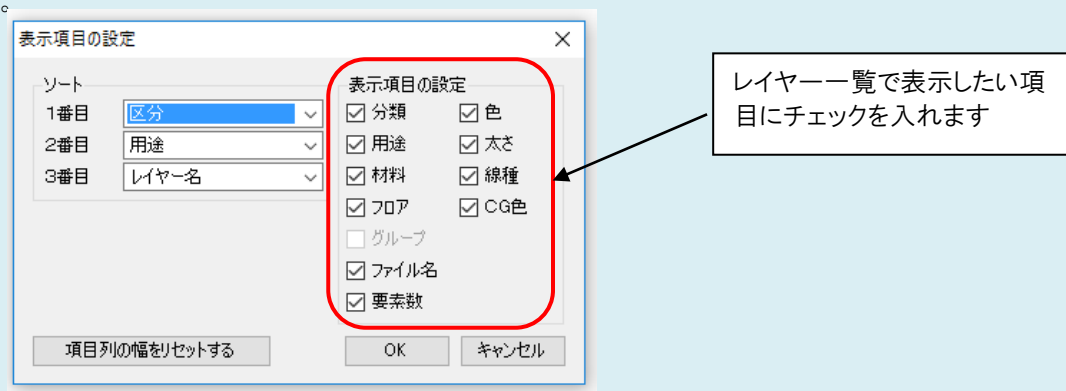 。
表示項目の設定
ソート
1番目 区分
2番目 用途
3番目 レイヤー名
表示項目の設定
分類 色
用途 太さ
材料 線種
フロア CG色
グループ
ファイル名
要素数
項目列の幅をリセットする OK キャンセル
レイヤー一覧で表示したい項
目にチェックを入れます